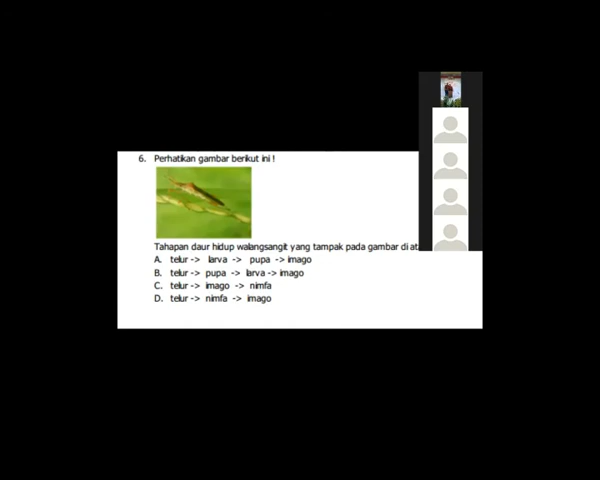 6. Perhatikan gambar berikut ini !
Tahapan daur hidup walangsangit yang tampak pada gambar di
A. telur -> larva -> pupa -> imago
B. telur -> pupa -> larva -> imago
C. telur -> imago -> nimfa
D. telur -> nimfa -> imago